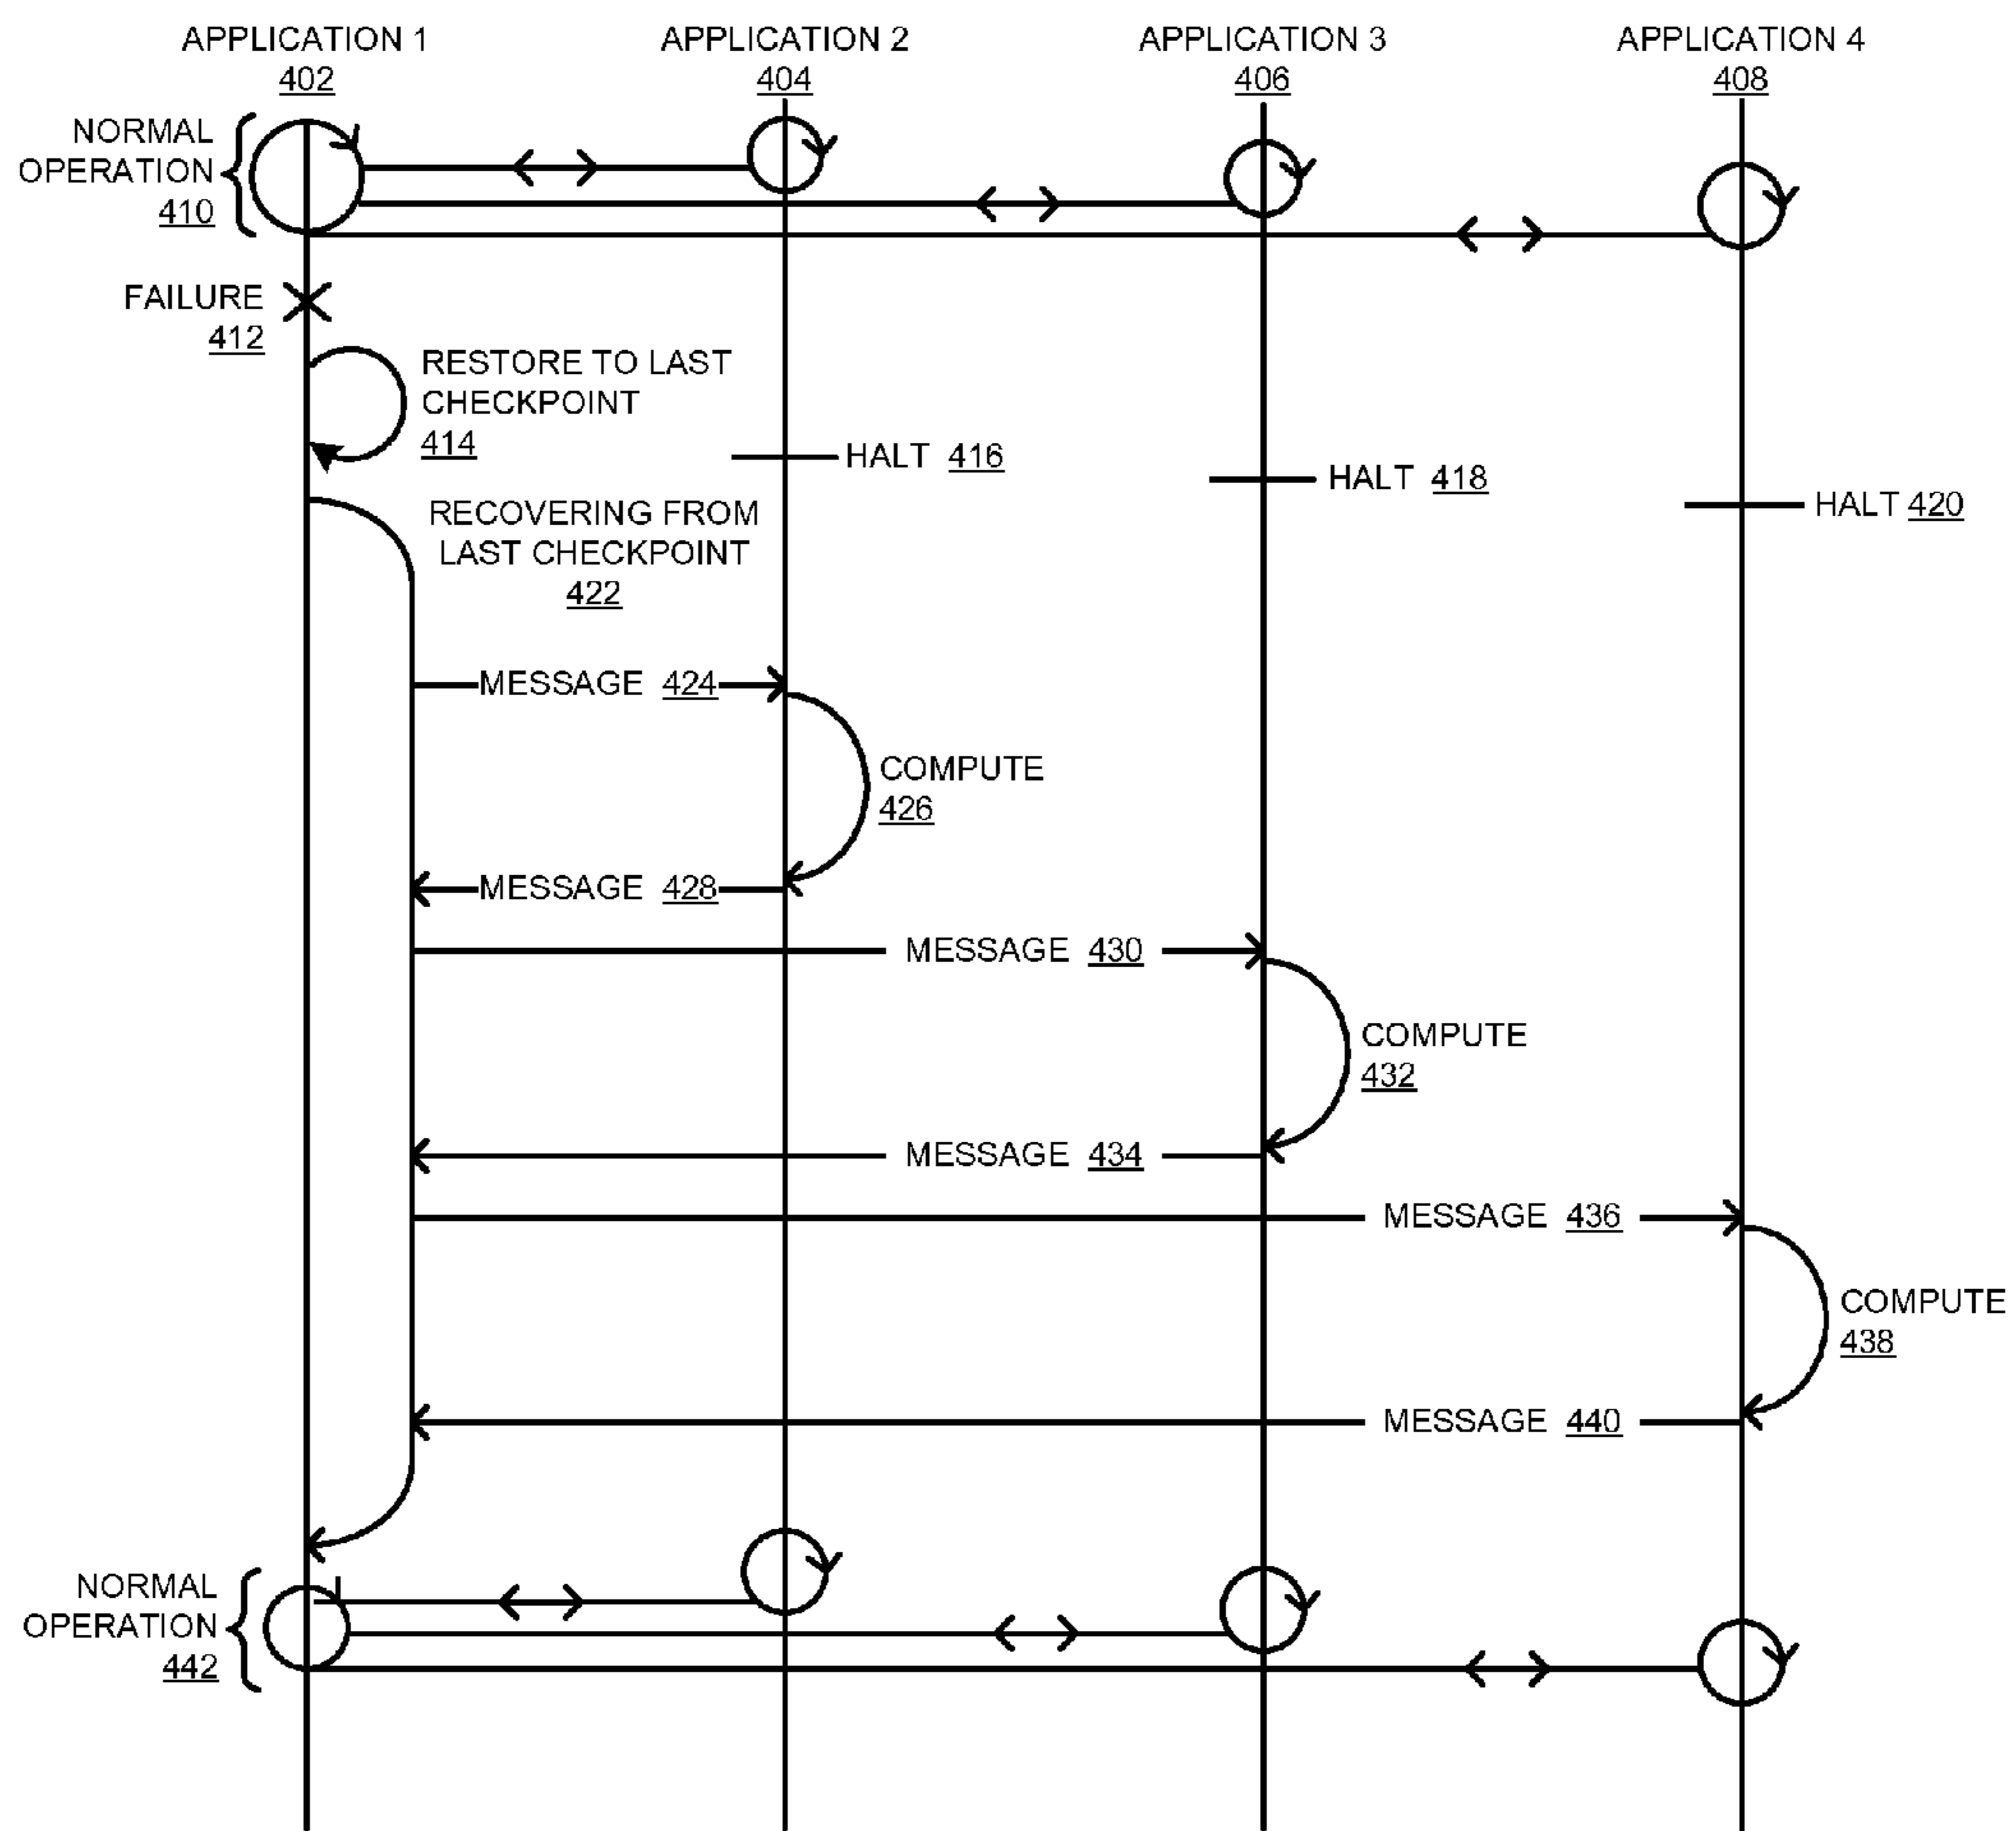 APPLICATION 1
402
APPLICATION 2
404
APPLICATION 3
406
APPLICATION 4
408
NORMAL
OPERATION
410
FAILURE
412
RESTORE TO LAST
CHECKPOINT
414
HALT 416
HALT 418
HALT 420
RECOVERING FROM
LAST CHECKPOINT
422
MESSAGE 424
COMPUTE
426
MESSAGE 428
MESSAGE 430
COMPUTE
432
MESSAGE 434
MESSAGE 436
COMPUTE
438
MESSAGE 440
NORMAL
OPERATION
442